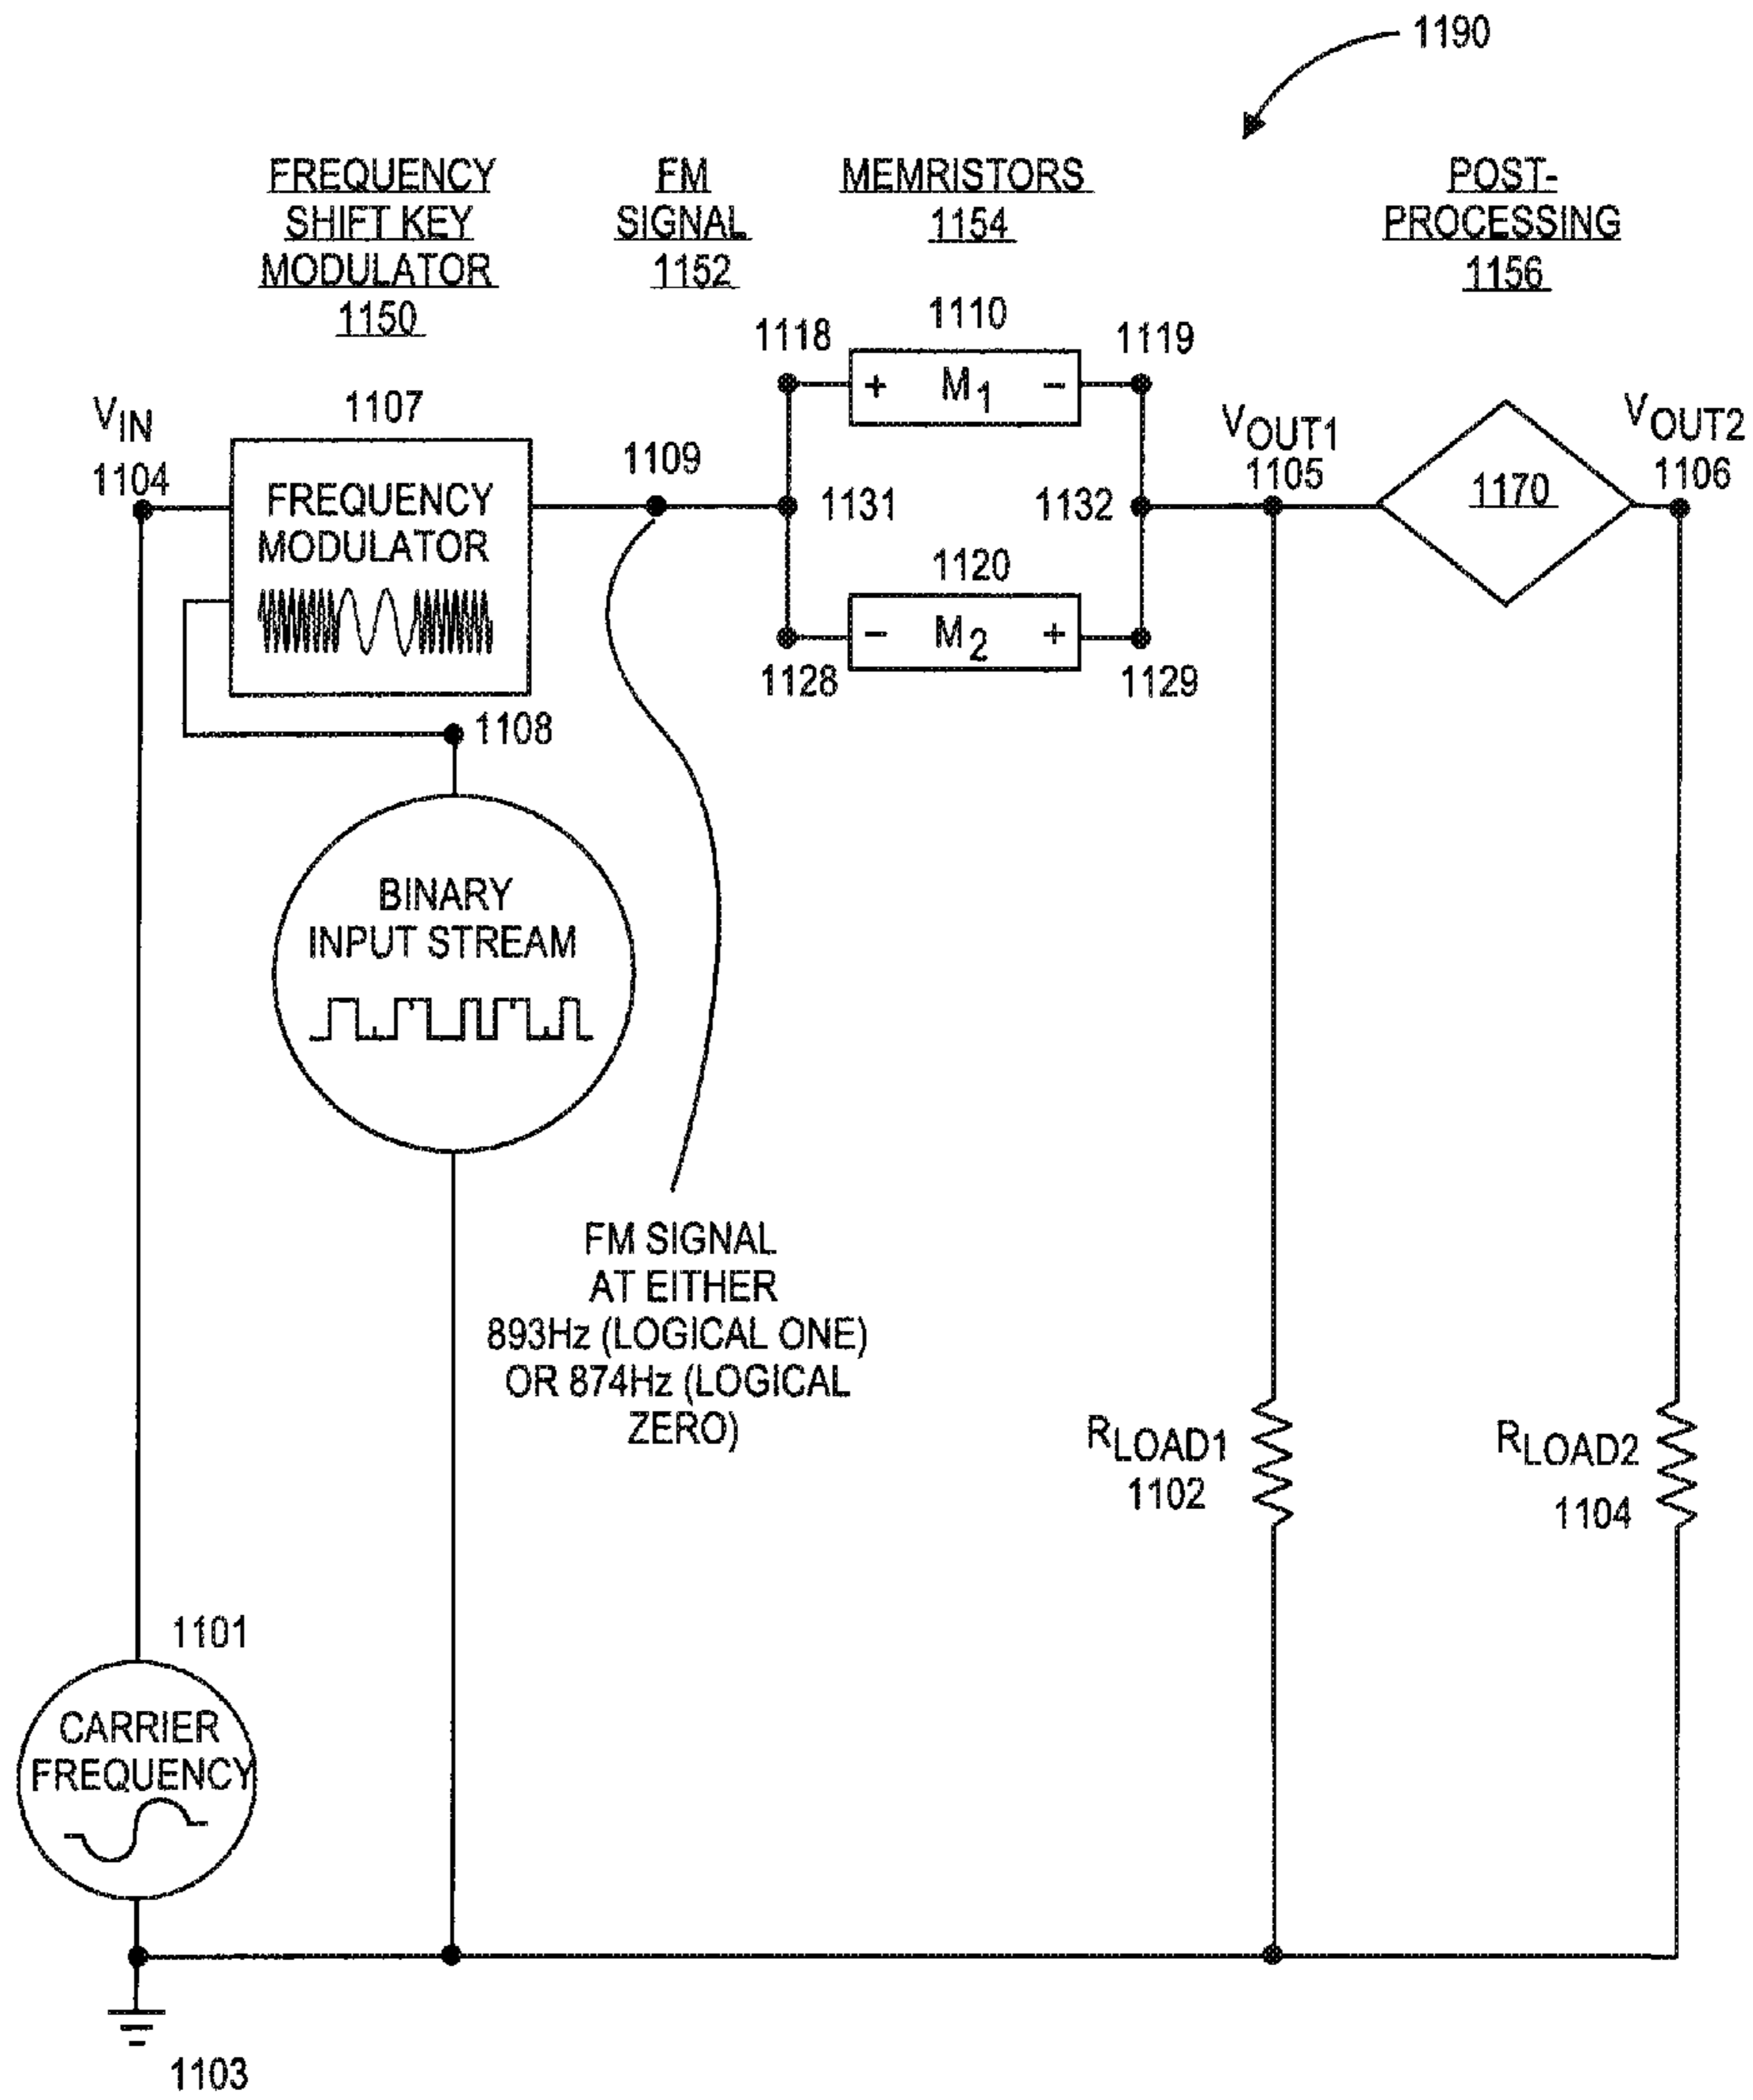 1190
FREQUENCY
SHIFT KEY
MODULATOR
1150
FM
SIGNAL
1152
MEMRISTORS
1154
POST-
PROCESSING
1156
VIN
1104
1107
FREQUENCY
MODULATOR
1108
1109
1118
1110
1119
+ M1 −
1131
1132
1120
− M2 +
1128
1129
VOUT1
1105
1170
VOUT2
1106
BINARY
INPUT STREAM
FM SIGNAL
AT EITHER
893Hz (LOGICAL ONE)
OR 874Hz (LOGICAL
ZERO)
RLOAD1
1102
RLOAD2
1104
1101
CARRIER
FREQUENCY
1103